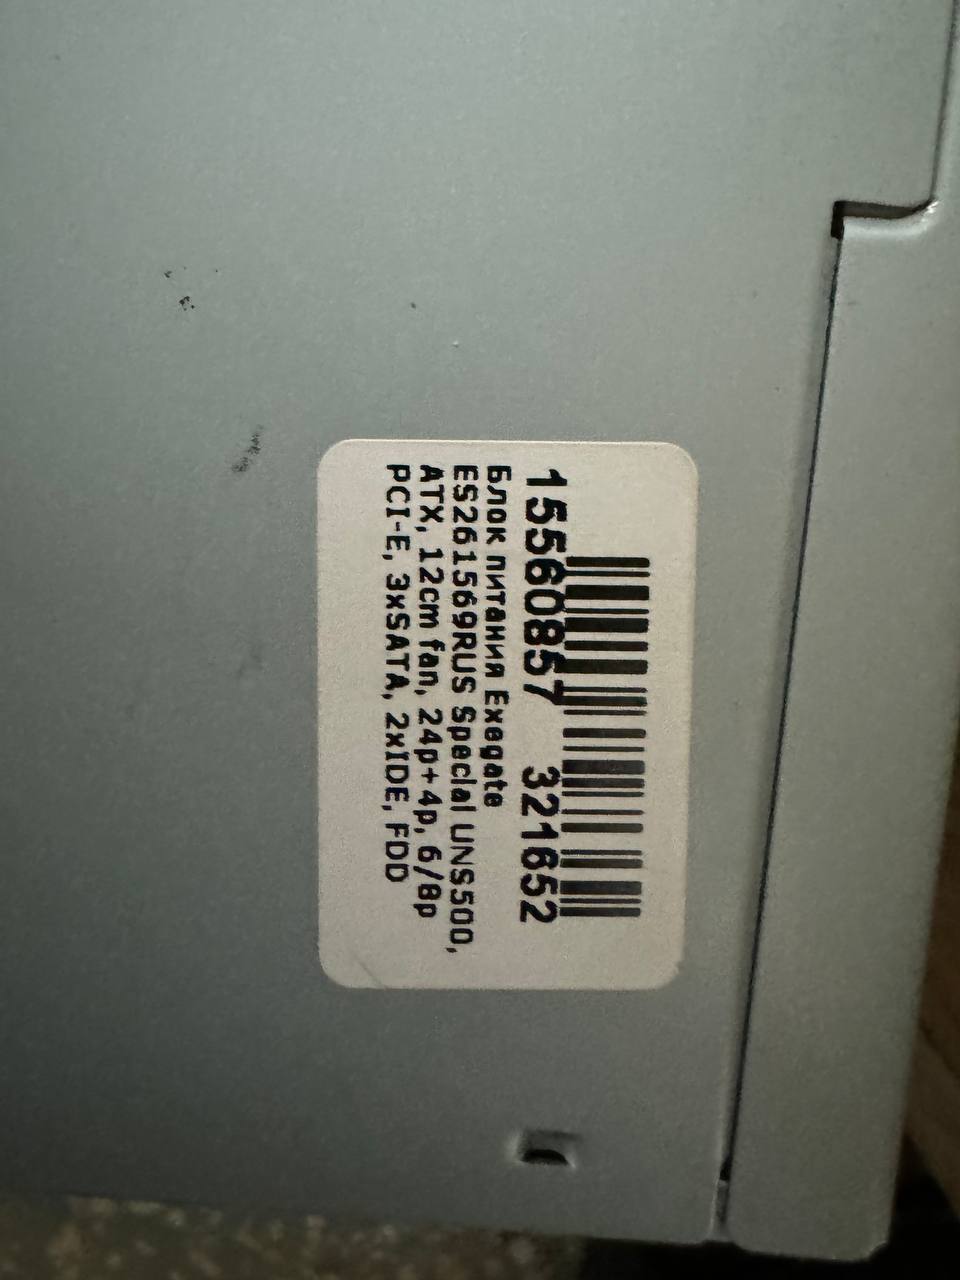 15560857 321652
Блок питания Exegate
ES261569RUS Special UNS500,
ATX, 12cm fan, 24p+4p, 6/8p
PCI-E, 3xSATA, 2xIDE, FDD